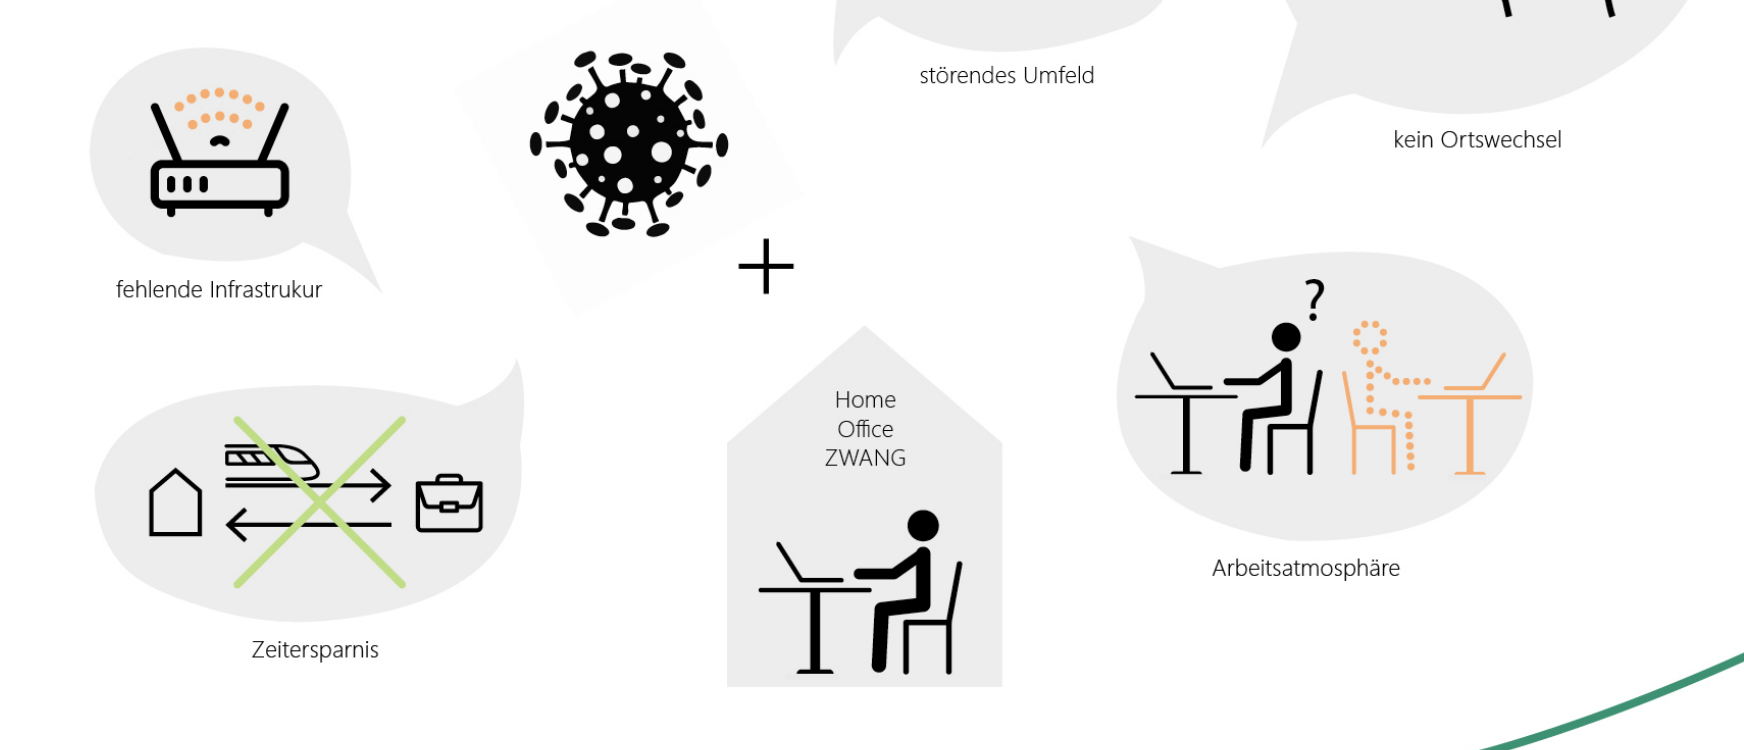 störendes Umfeld
kein Ortswechsel
fehlende Infrastrukur
?
Home
Office
ZWANG
Arbeitsatmosphäre
Zeitersparnis